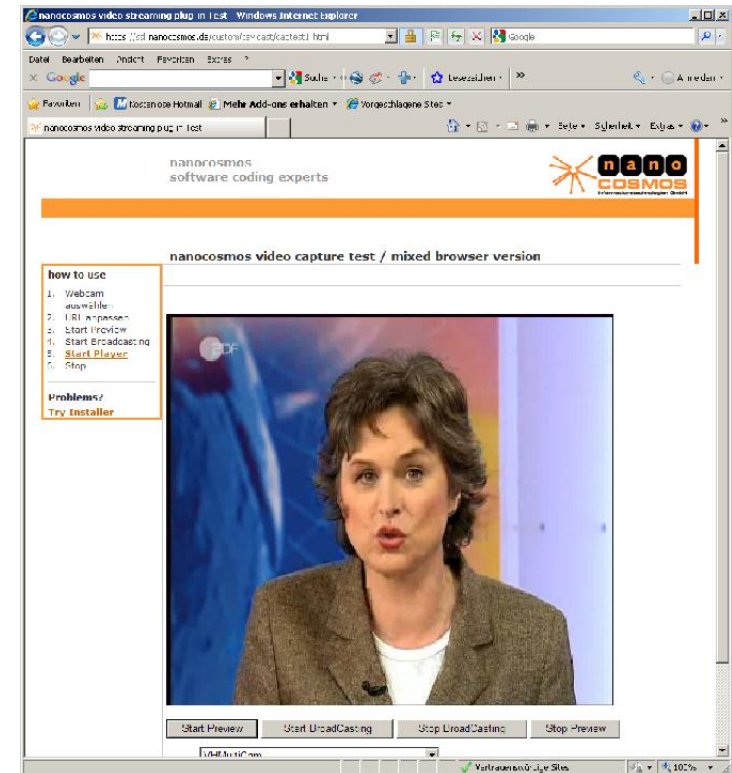 nanocosmos video streaming plug in Test Windows Internet Explorer
Google
Datei Bearbeiten Ansicht Favoriten Extras ?
Google Suche Lesezeichen
Favoriten Kostenlose Hotmail Mehr Add-ons erhalten Vorgeschlagene Sites
nanocosmos video streaming plug in Test Seite Sicherheit Extras
nanocosmos
software coding experts
nano
COSMOS
nanocosmos video capture test / mixed browser version
how to use
1. Webcam
auswählen
2. URL anpassen
3. Start Preview
4. Start Broadcasting
5. Start Player
6. Stop
Problems?
Try Installer
ZDF
Start Preview Start BroadCasting Stop BroadCasting Stop Preview
VHMultiCam
Vertrauenswürdige Sites 100%